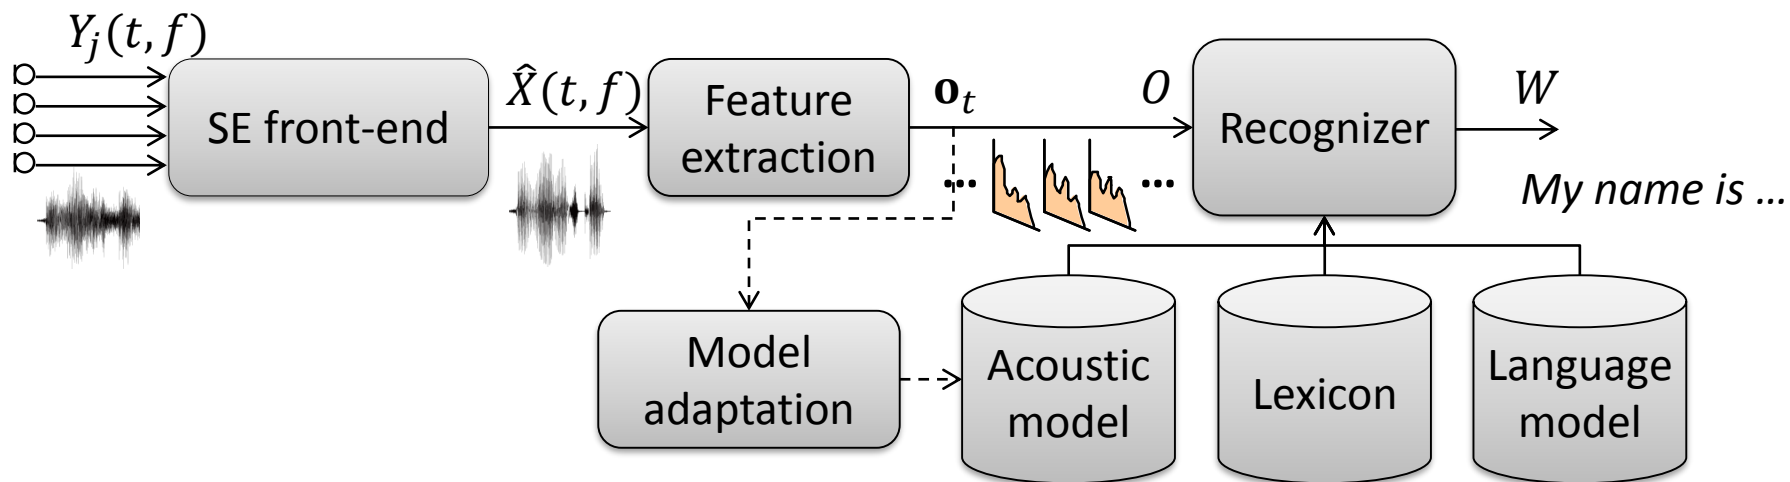 Y_j(t, f)
SE front-end
X̂(t, f)
Feature
extraction
𝐨_t
O
Recognizer
W
... ...
My name is ...
Model
adaptation
Acoustic
model
Lexicon
Language
model